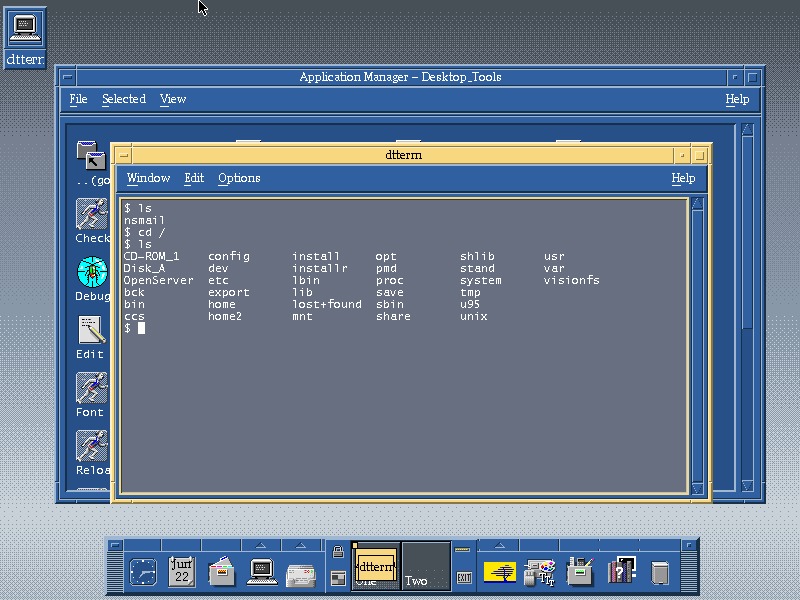 dtterm
Application Manager – Desktop_Tools
File Selected View Help
..(go
Check
Debug
Edit
Font
Reloa
dtterm
Window Edit Options Help
$ ls
nsmail
$ cd /
$ ls
CD-ROM_1 config install opt shlib usr
Disk_A dev installr pmd stand var
OpenServer etc lbin proc system visionfs
bck export lib save tmp
bin home lost+found sbin u95
ccs home2 mnt share unix
$
Jun
22
dtterm
One
Two
EXIT